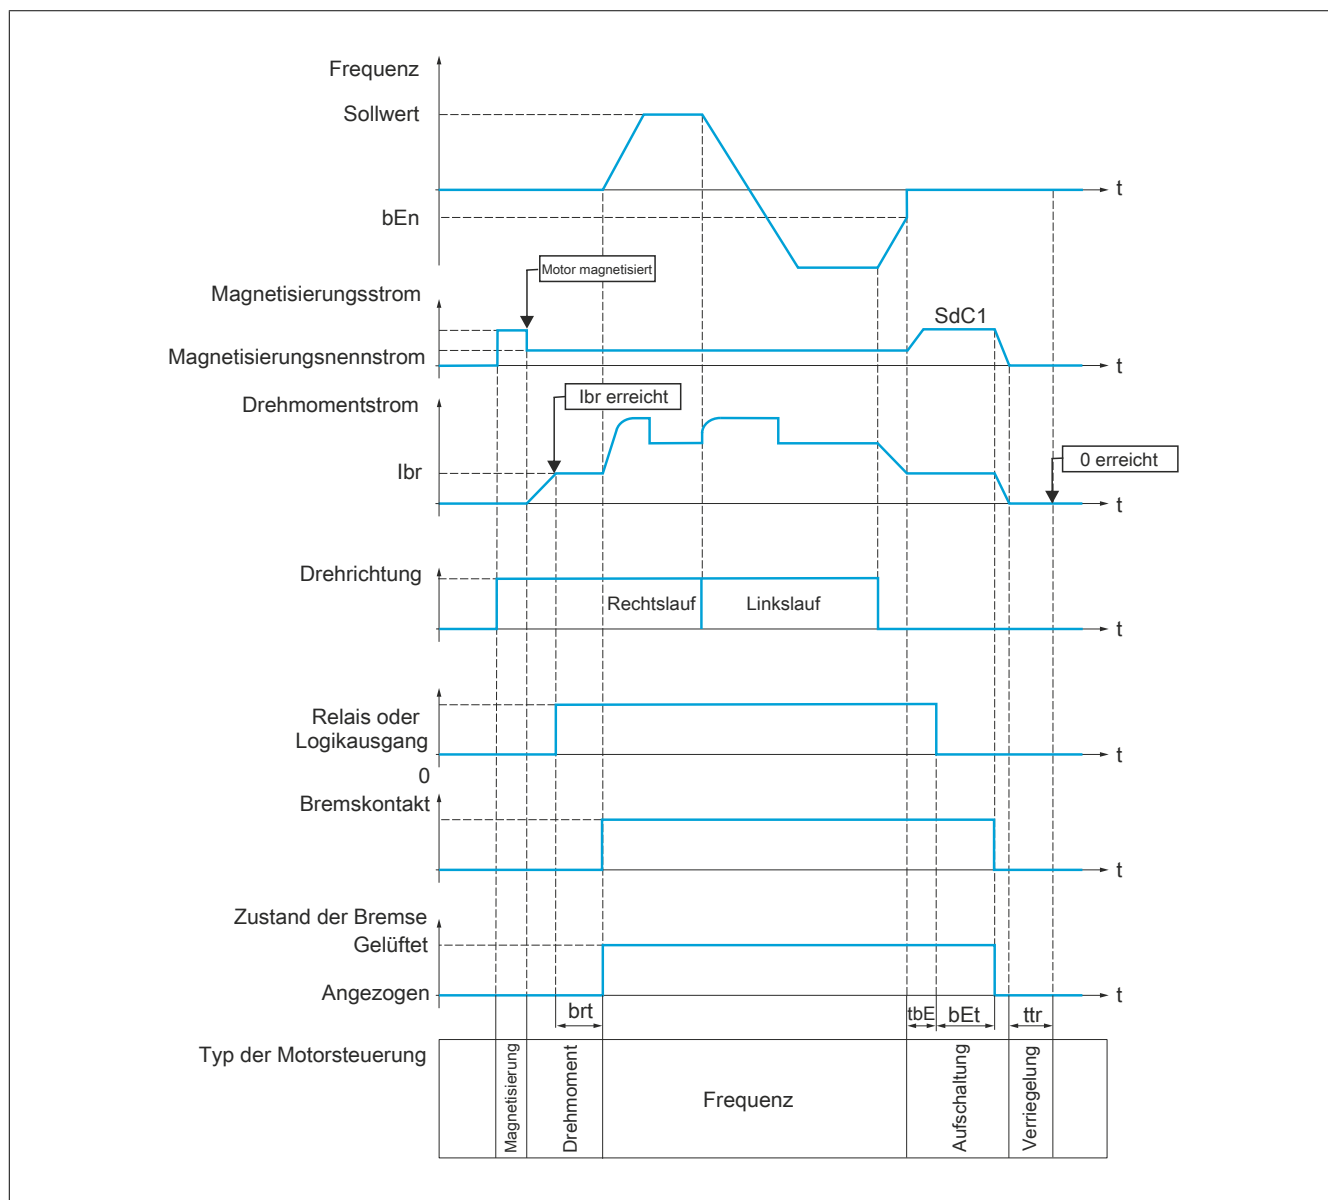 Frequenz
Sollwert
t
bEn
Motor magnetisiert
Magnetisierungsstrom
SdC1
Magnetisierungsnennstrom
t
Drehmomentstrom
Ibr erreicht
0 erreicht
Ibr
t
Drehrichtung
Rechtslauf
Linkslauf
t
Relais oder
Logikausgang
t
0
Bremskontakt
t
Zustand der Bremse
Gelüftet
Angezogen
t
brt
tbE
bEt
ttr
Typ der Motorsteuerung
Magnetisierung
Drehmoment
Frequenz
Aufschaltung
Verriegelung